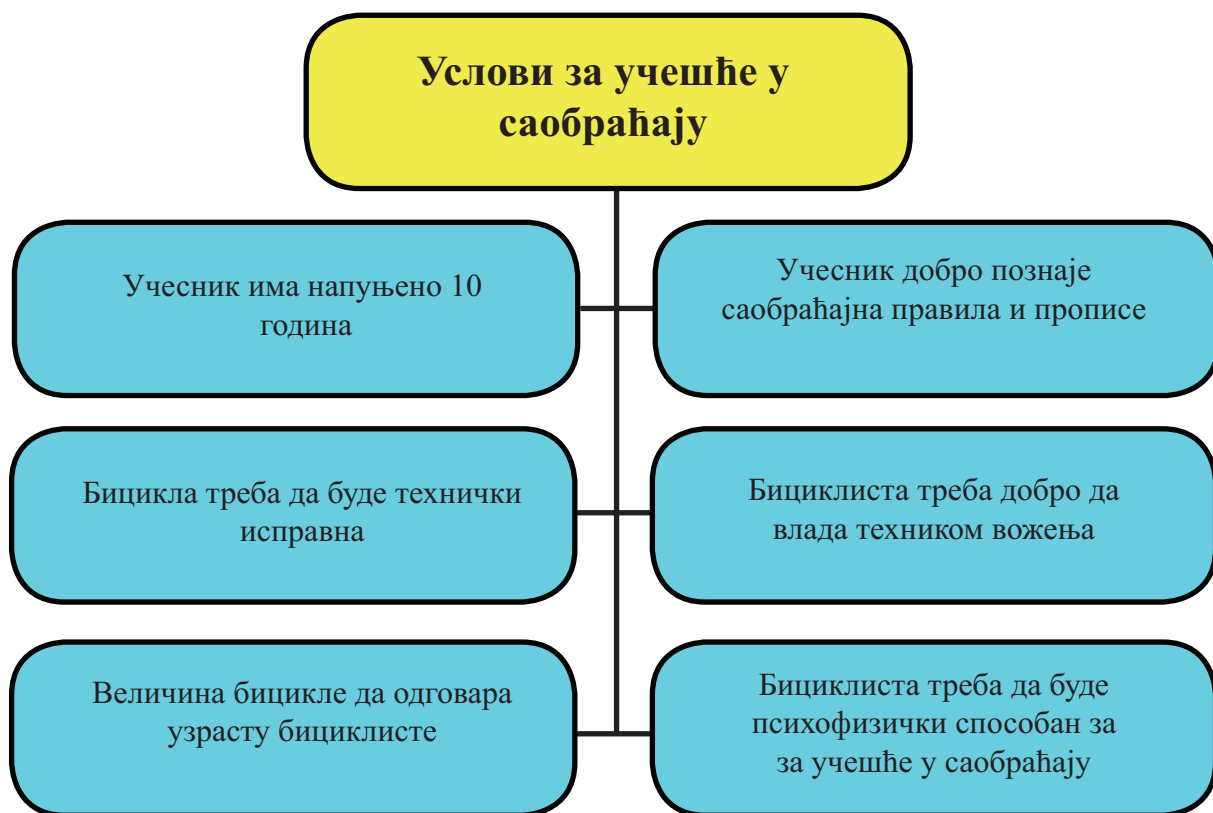 Услови за учешће у
саобраћају
Учесник има напуњено 10
година
Учесник добро познаје
саобраћајна правила и прописе
Бицикла треба да буде технички
исправна
Бициклиста треба добро да
влада техником вожења
Величина бицикле да одговара
узрасту бициклисте
Бициклиста треба да буде
психофизички способан за
за учешће у саобраћају